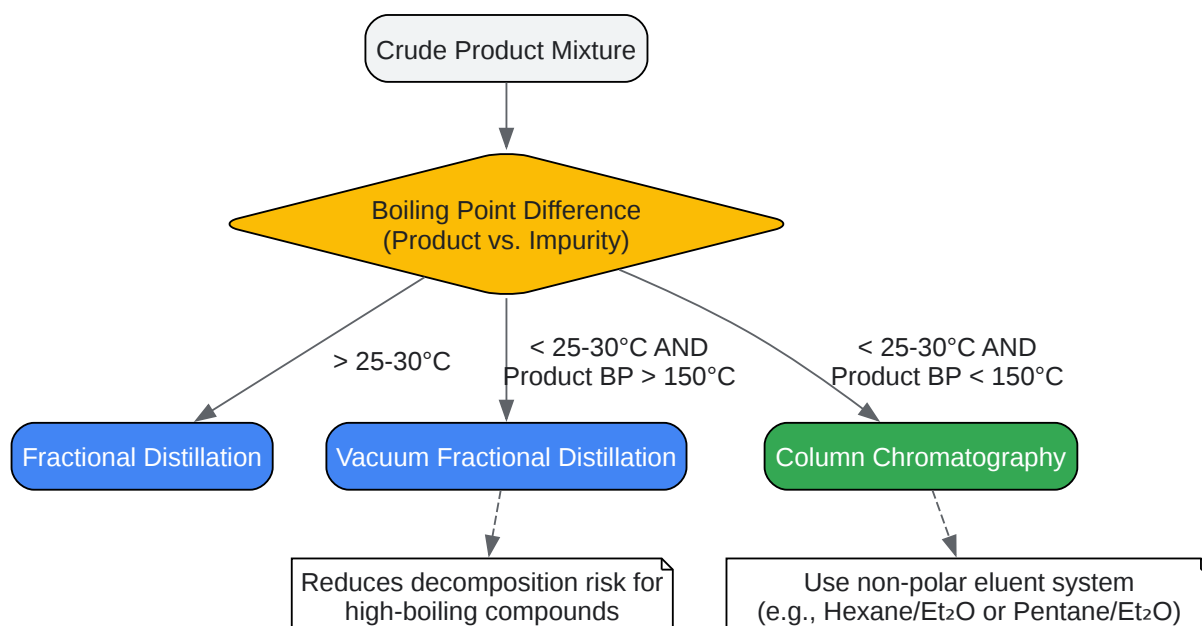 Crude Product Mixture
Boiling Point Difference
(Product vs. Impurity)
> 25-30°C
< 25-30°C AND
Product BP > 150°C
< 25-30°C AND
Product BP < 150°C
Fractional Distillation
Vacuum Fractional Distillation
Column Chromatography
Reduces decomposition risk for
high-boiling compounds
Use non-polar eluent system
(e.g., Hexane/Et₂O or Pentane/Et₂O)